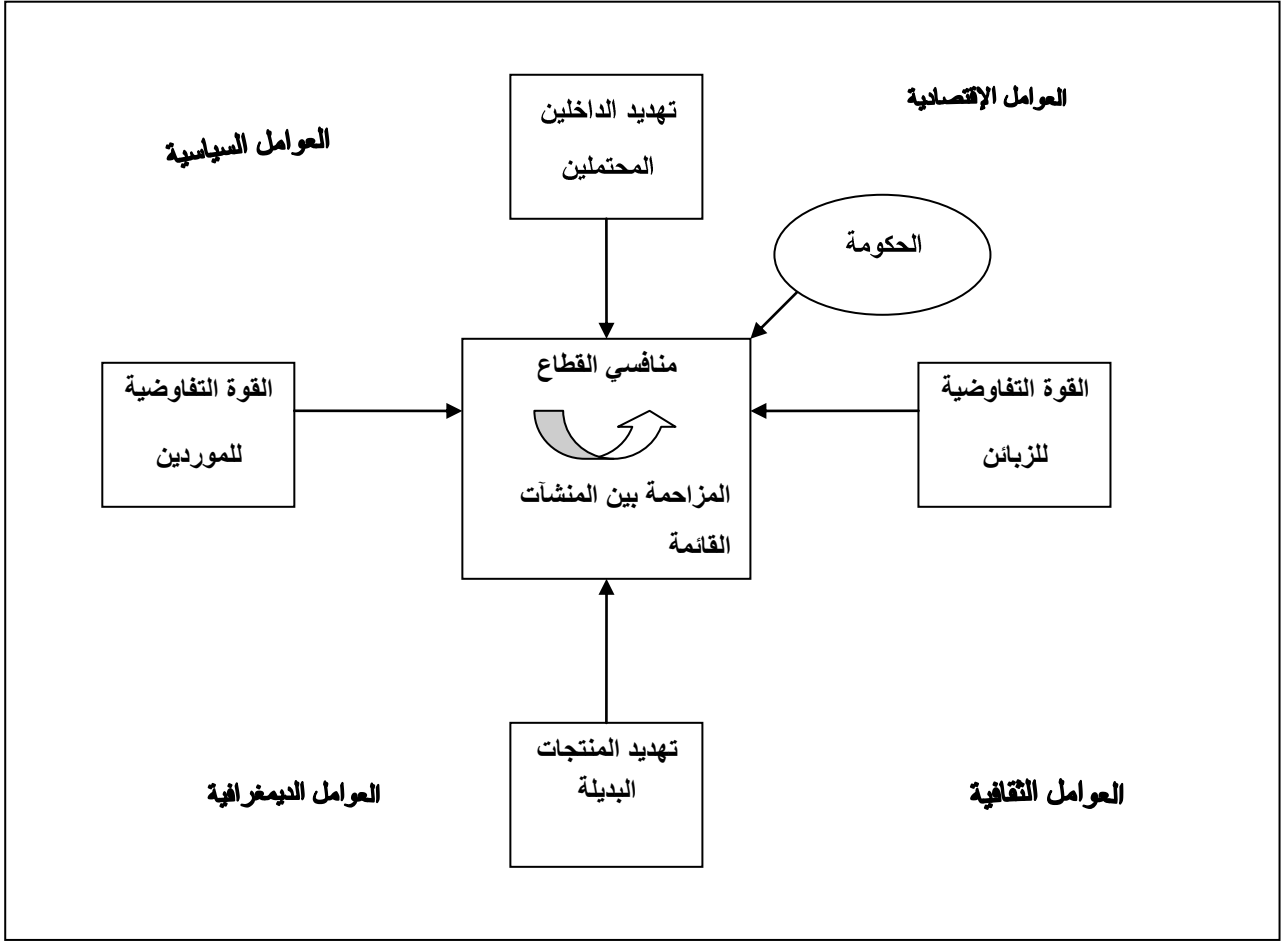 العوامل الإقتصادية
تهديد الداخلين
المحتملين
العوامل السياسية
الحكومة
منافسي القطاع
المزاحمة بين المنشآت
القائمة
القوة التفاوضية
للزبائن
القوة التفاوضية
للموردين
تهديد المنتجات
البديلة
العوامل الثقافية
العوامل الديمغرافية